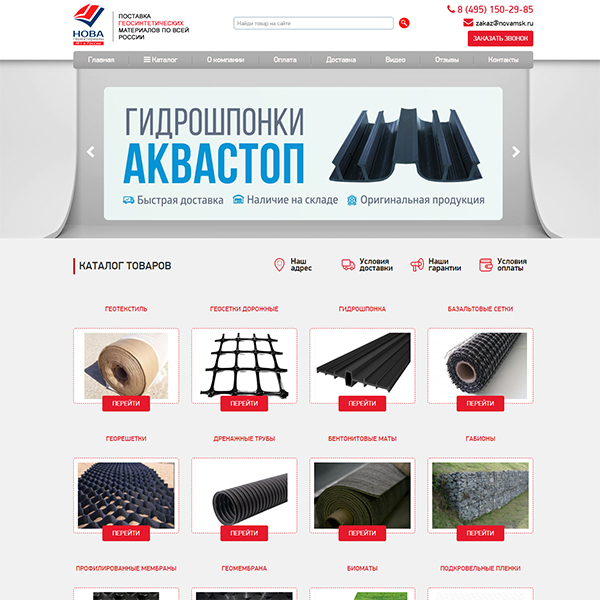 НОВА
ПОСТАВКА
ГЕОСИНТЕТИЧЕСКИХ
МАТЕРИАЛОВ ПО ВСЕЙ
РОССИИ
Найди товар на сайте
8 (495) 150-29-85
zakaz@novamsk.ru
ЗАКАЗАТЬ ЗВОНОК
Главная
Каталог
О компании
Оплата
Доставка
Видео
Отзывы
Контакты
ГИДРОШПОНКИ
АКВАСТОП
Быстрая доставка
Наличие на складе
Оригинальная продукция
КАТАЛОГ ТОВАРОВ
Наш
адрес
Условия
доставки
Наши
гарантии
Условия
оплаты
ГЕОТЕКСТИЛЬ
ГЕОСЕТКИ ДОРОЖНЫЕ
ГИДРОШПОНКА
БАЗАЛЬТОВЫЕ СЕТКИ
ПЕРЕЙТИ
ПЕРЕЙТИ
ПЕРЕЙТИ
ПЕРЕЙТИ
ГЕОРЕШЕТКИ
ДРЕНАЖНЫЕ ТРУБЫ
БЕНТОНИТОВЫЕ МАТЫ
ГАБИОНЫ
ПЕРЕЙТИ
ПЕРЕЙТИ
ПЕРЕЙТИ
ПЕРЕЙТИ
ПРОФИЛИРОВАННЫЕ МЕМБРАНЫ
ГЕОМЕМБРАНА
БИОМАТЫ
ПОДКРОВЕЛЬНЫЕ ПЛЕНКИ